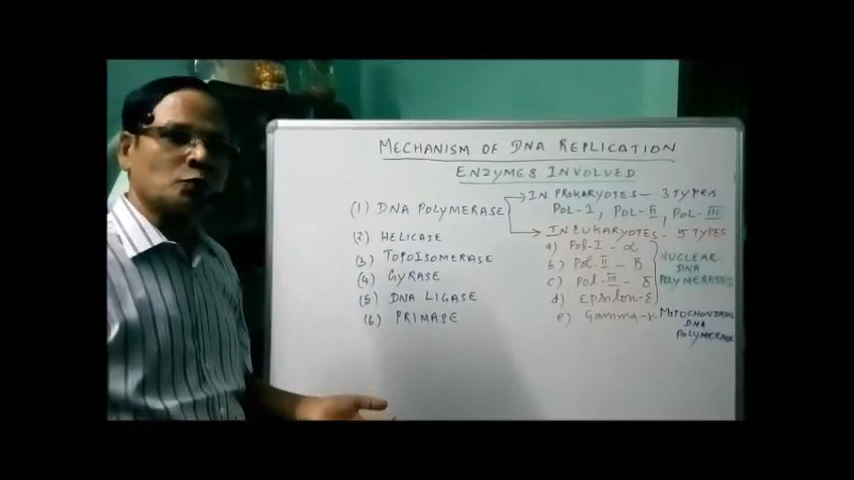 MECHANISM OF DNA REPLICATION
ENZYMES INVOLVED
(1) DNA POLYMERASE
IN PROKARYOTES - 3 TYPES
POL-I, POL-II, POL-III
IN EUKARYOTES - 5 TYPES
a) Pol-I - α
b) Pol-II - β
c) Pol-III - δ
d) Epsilon-ε
NUCLEAR
DNA
POLYMERASES
e) Gamma-γ
MITOCHONDRIAL
DNA
POLYMERASE
(2) HELICASE
(3) TOPOISOMERASE
(4) GYRASE
(5) DNA LIGASE
(6) PRIMASE